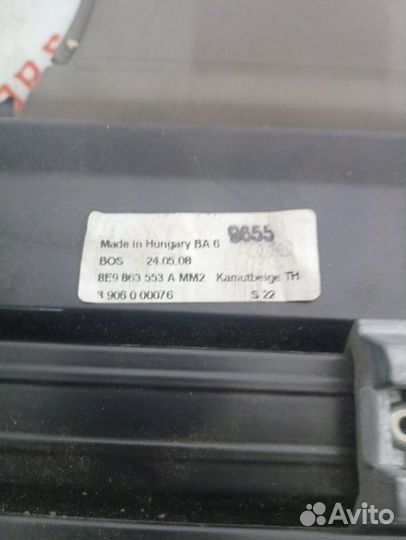 Made in Hungary BA 6 9655
BOS 24.05.08
8E9 863 553 A MM2 Kamutbeige TH
906 0 00076 S 22
Avito